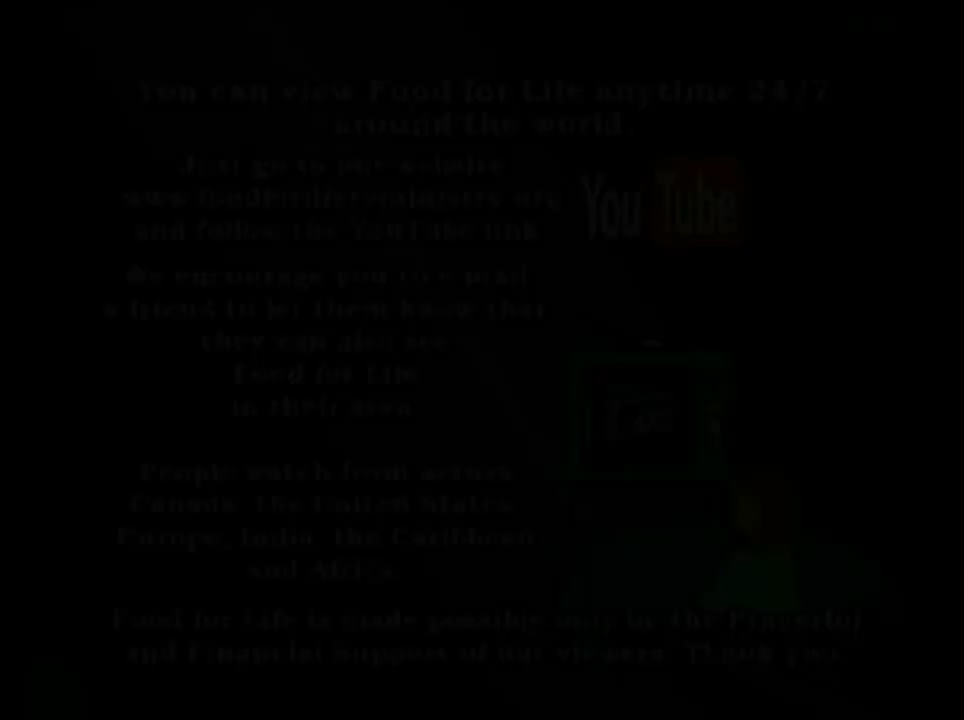 You can view Food for Life anytime 24/7
around the world.
Just go to our website
and follow the YouTube link
You Tube
We encourage you to e-mail
a friend to let them know that
they can also see
Food for Life
in their area
People watch from across
Canada, the United States
Europe, India, the Caribbean
and Africa
Food for Life is made possible only by the Prayerful
and Financial Support of our viewers. Thank you